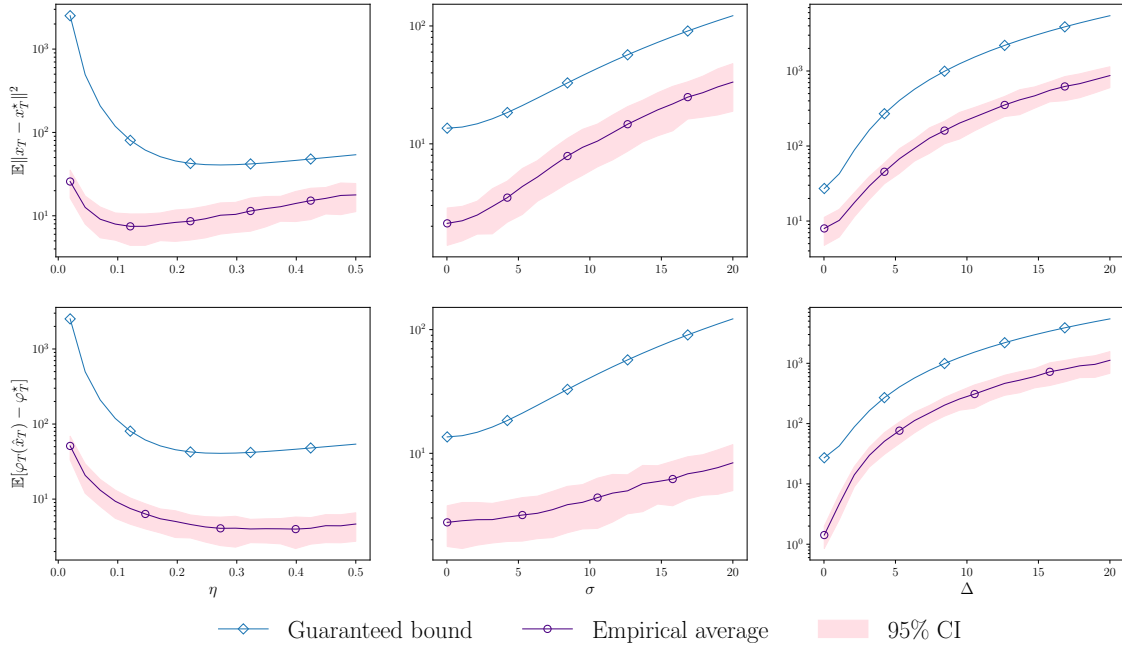 𝔼‖x_T − x_T^⋆‖²
10³
10²
10¹
0.0 0.1 0.2 0.3 0.4 0.5
10²
10¹
0 5 10 15 20
10³
10²
10¹
0 5 10 15 20
𝔼[φ_T(x̂_T) − φ_T^⋆]
10³
10²
10¹
0.0 0.1 0.2 0.3 0.4 0.5
η
10²
10¹
0 5 10 15 20
σ
10³
10²
10¹
10⁰
0 5 10 15 20
Δ
Guaranteed bound Empirical average 95% CI